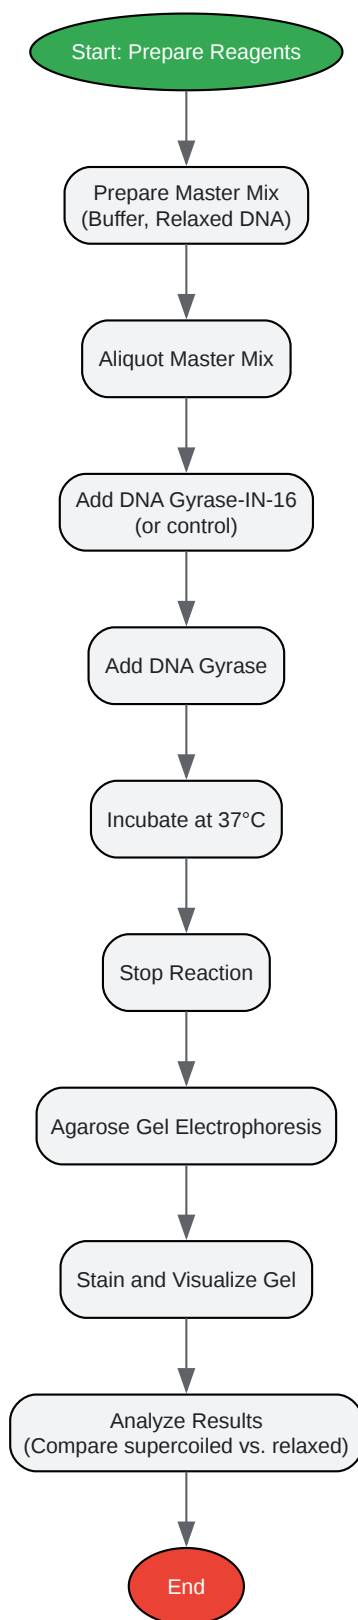 Start: Prepare Reagents
Prepare Master Mix
(Buffer, Relaxed DNA)
Aliquot Master Mix
Add DNA Gyrase-IN-16
(or control)
Add DNA Gyrase
Incubate at 37°C
Stop Reaction
Agarose Gel Electrophoresis
Stain and Visualize Gel
Analyze Results
(Compare supercoiled vs. relaxed)
End